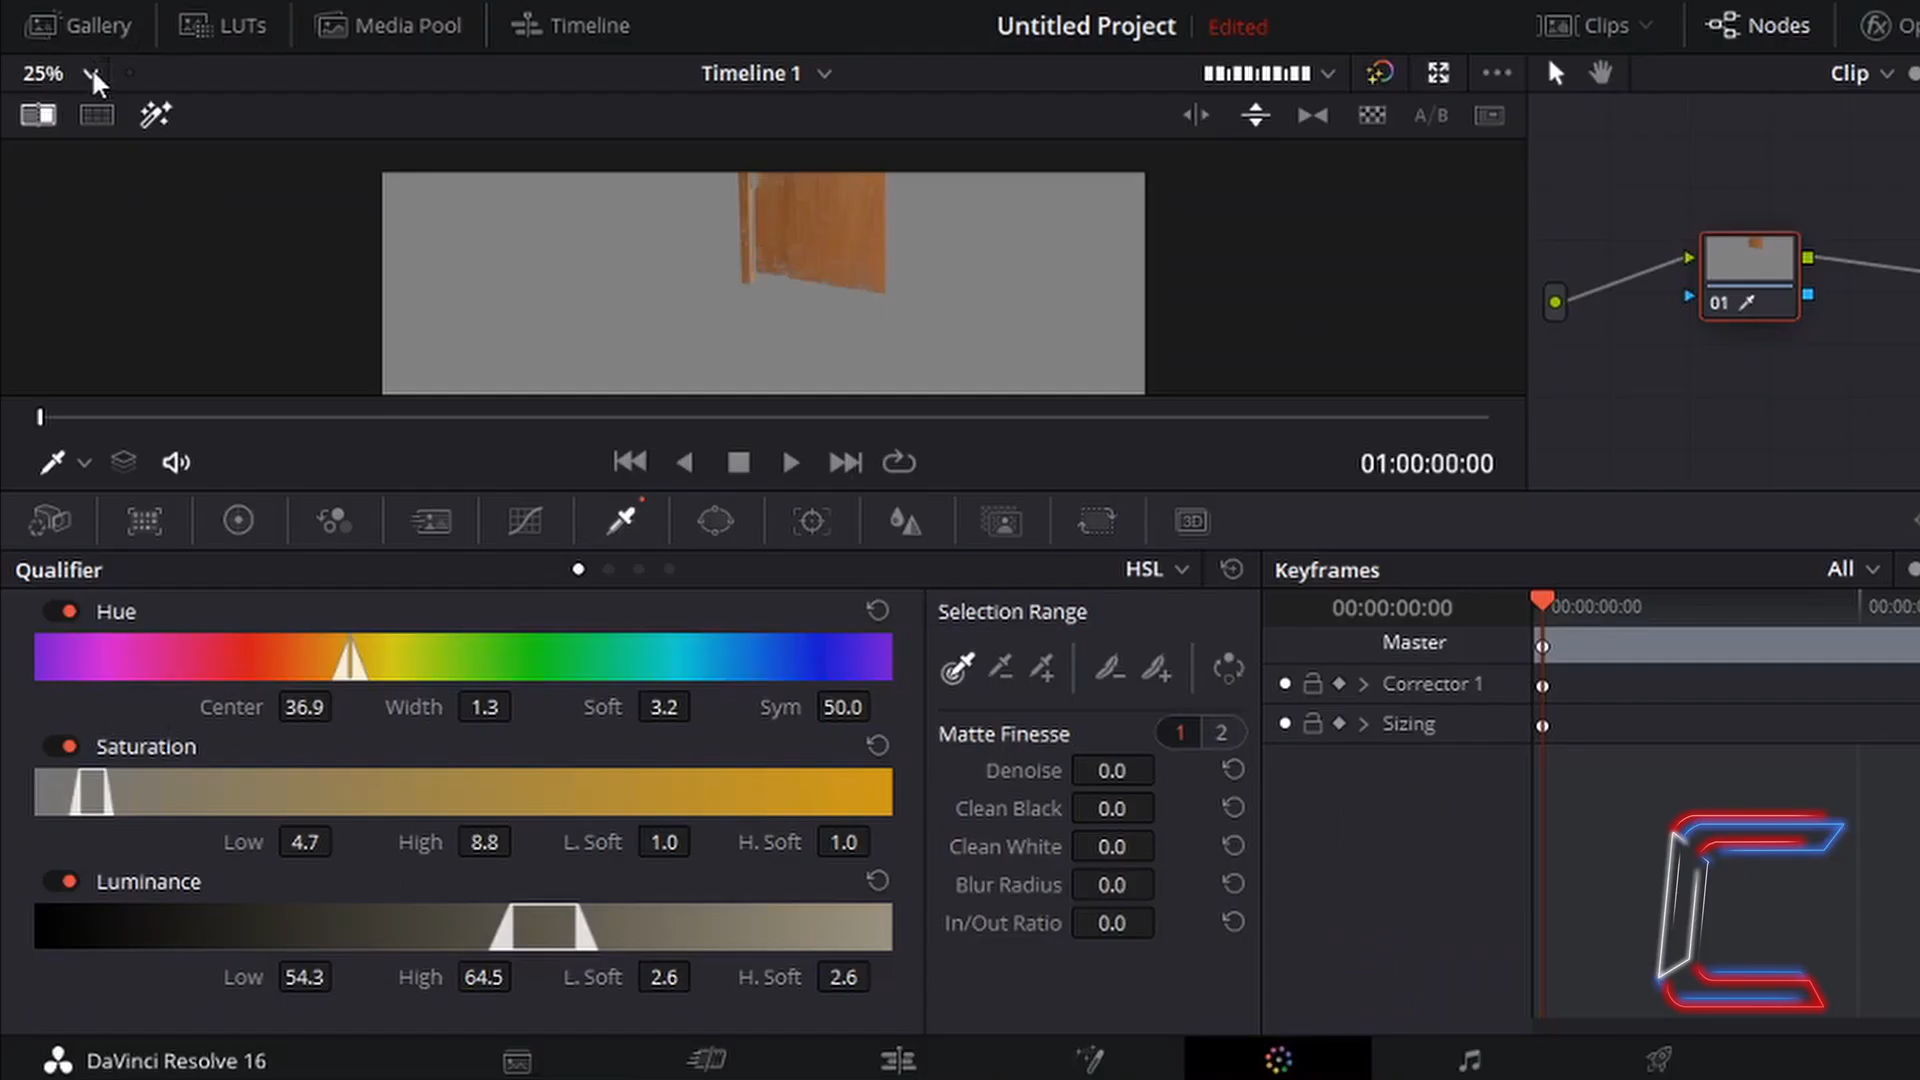 Gallery LUTs Media Pool Timeline Untitled Project Edited Clips Nodes
25% Timeline 1 Clip
A/B
01
01:00:00:00
3D
Qualifier HSL Keyframes All
Hue Selection Range 00:00:00:00 00:00:00:00
Master
Center 36.9 Width 1.3 Soft 3.2 Sym 50.0 Corrector 1
Saturation Matte Finesse 1 2 Sizing
Denoise 0.0
Clean Black 0.0
Low 4.7 High 8.8 L. Soft 1.0 H. Soft 1.0 Clean White 0.0
Luminance Blur Radius 0.0
In/Out Ratio 0.0
Low 54.3 High 64.5 L. Soft 2.6 H. Soft 2.6
DaVinci Resolve 16